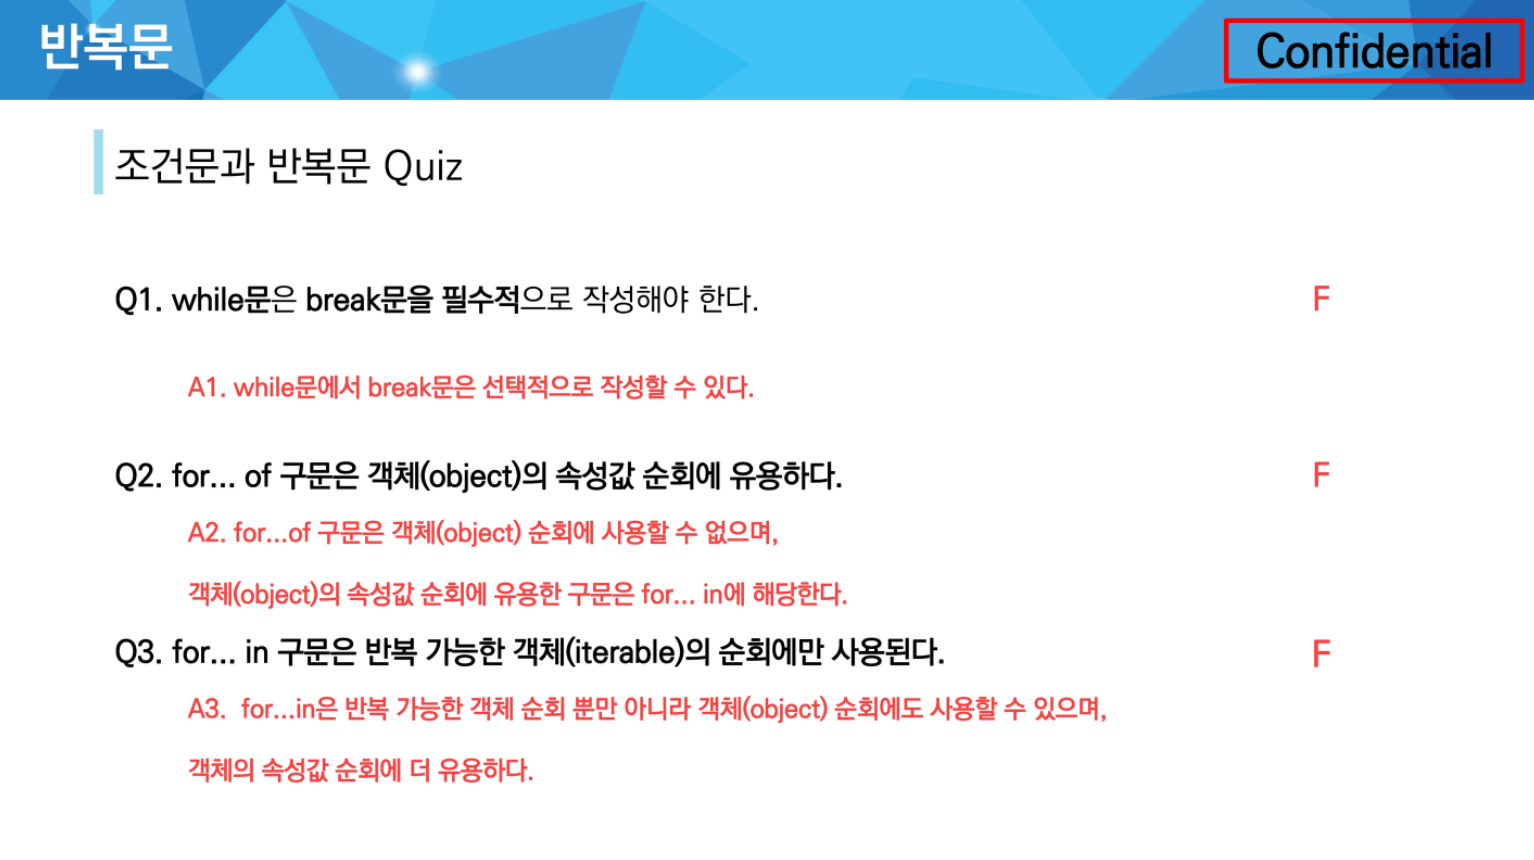 반복문
Confidential
조건문과 반복문 Quiz
Q1. while문은 break문을 필수적으로 작성해야 한다.
F
A1. while문에서 break문은 선택적으로 작성할 수 있다.
Q2. for... of 구문은 객체(object)의 속성값 순회에 유용하다.
F
A2. for...of 구문은 객체(object) 순회에 사용할 수 없으며,
객체(object)의 속성값 순회에 유용한 구문은 for... in에 해당한다.
Q3. for... in 구문은 반복 가능한 객체(iterable)의 순회에만 사용된다.
F
A3. for...in은 반복 가능한 객체 순회 뿐만 아니라 객체(object) 순회에도 사용할 수 있으며,
객체의 속성값 순회에 더 유용하다.